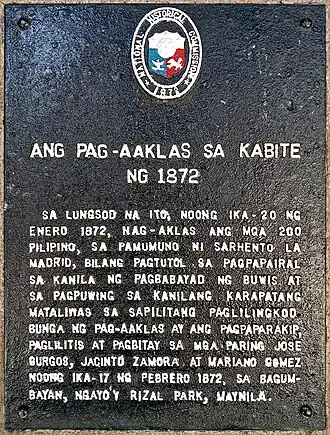 NATIONAL HISTORICAL COMMISSION
1872
ANG PAG-AAKLAS SA KABITE
NG 1872
SA LUNGSOD NA ITO, NOONG IKA-20 NG
ENERO 1872, NAG-AKLAS ANG MGA 200
PILIPINO, SA PAMUMUNO NI SARHENTO LA
MADRID, BILANG PAGTUTOL SA PAGPAPAIRAL
SA KANILA NG PAGBABAYAD NG BUWIS AT
SA PAGPUWING SA KANILANG KARAPATANG
MATALINAS SA SAPILITANG PAGLILINGKOD.
BUNGA NG PAG-AAKLAS AY ANG PAGPAPARAKIP,
PAGLILITIS AT PAGBITAY SA MGA PARING JOSE
BURGOS, JACINTO ZAMORA AT MARIANO GOMEZ
NOONG IKA-17 NG PEBRERO 1872, SA BAGUM-
BAYAN, NGAYO'Y RIZAL PARK, MAYNILA.